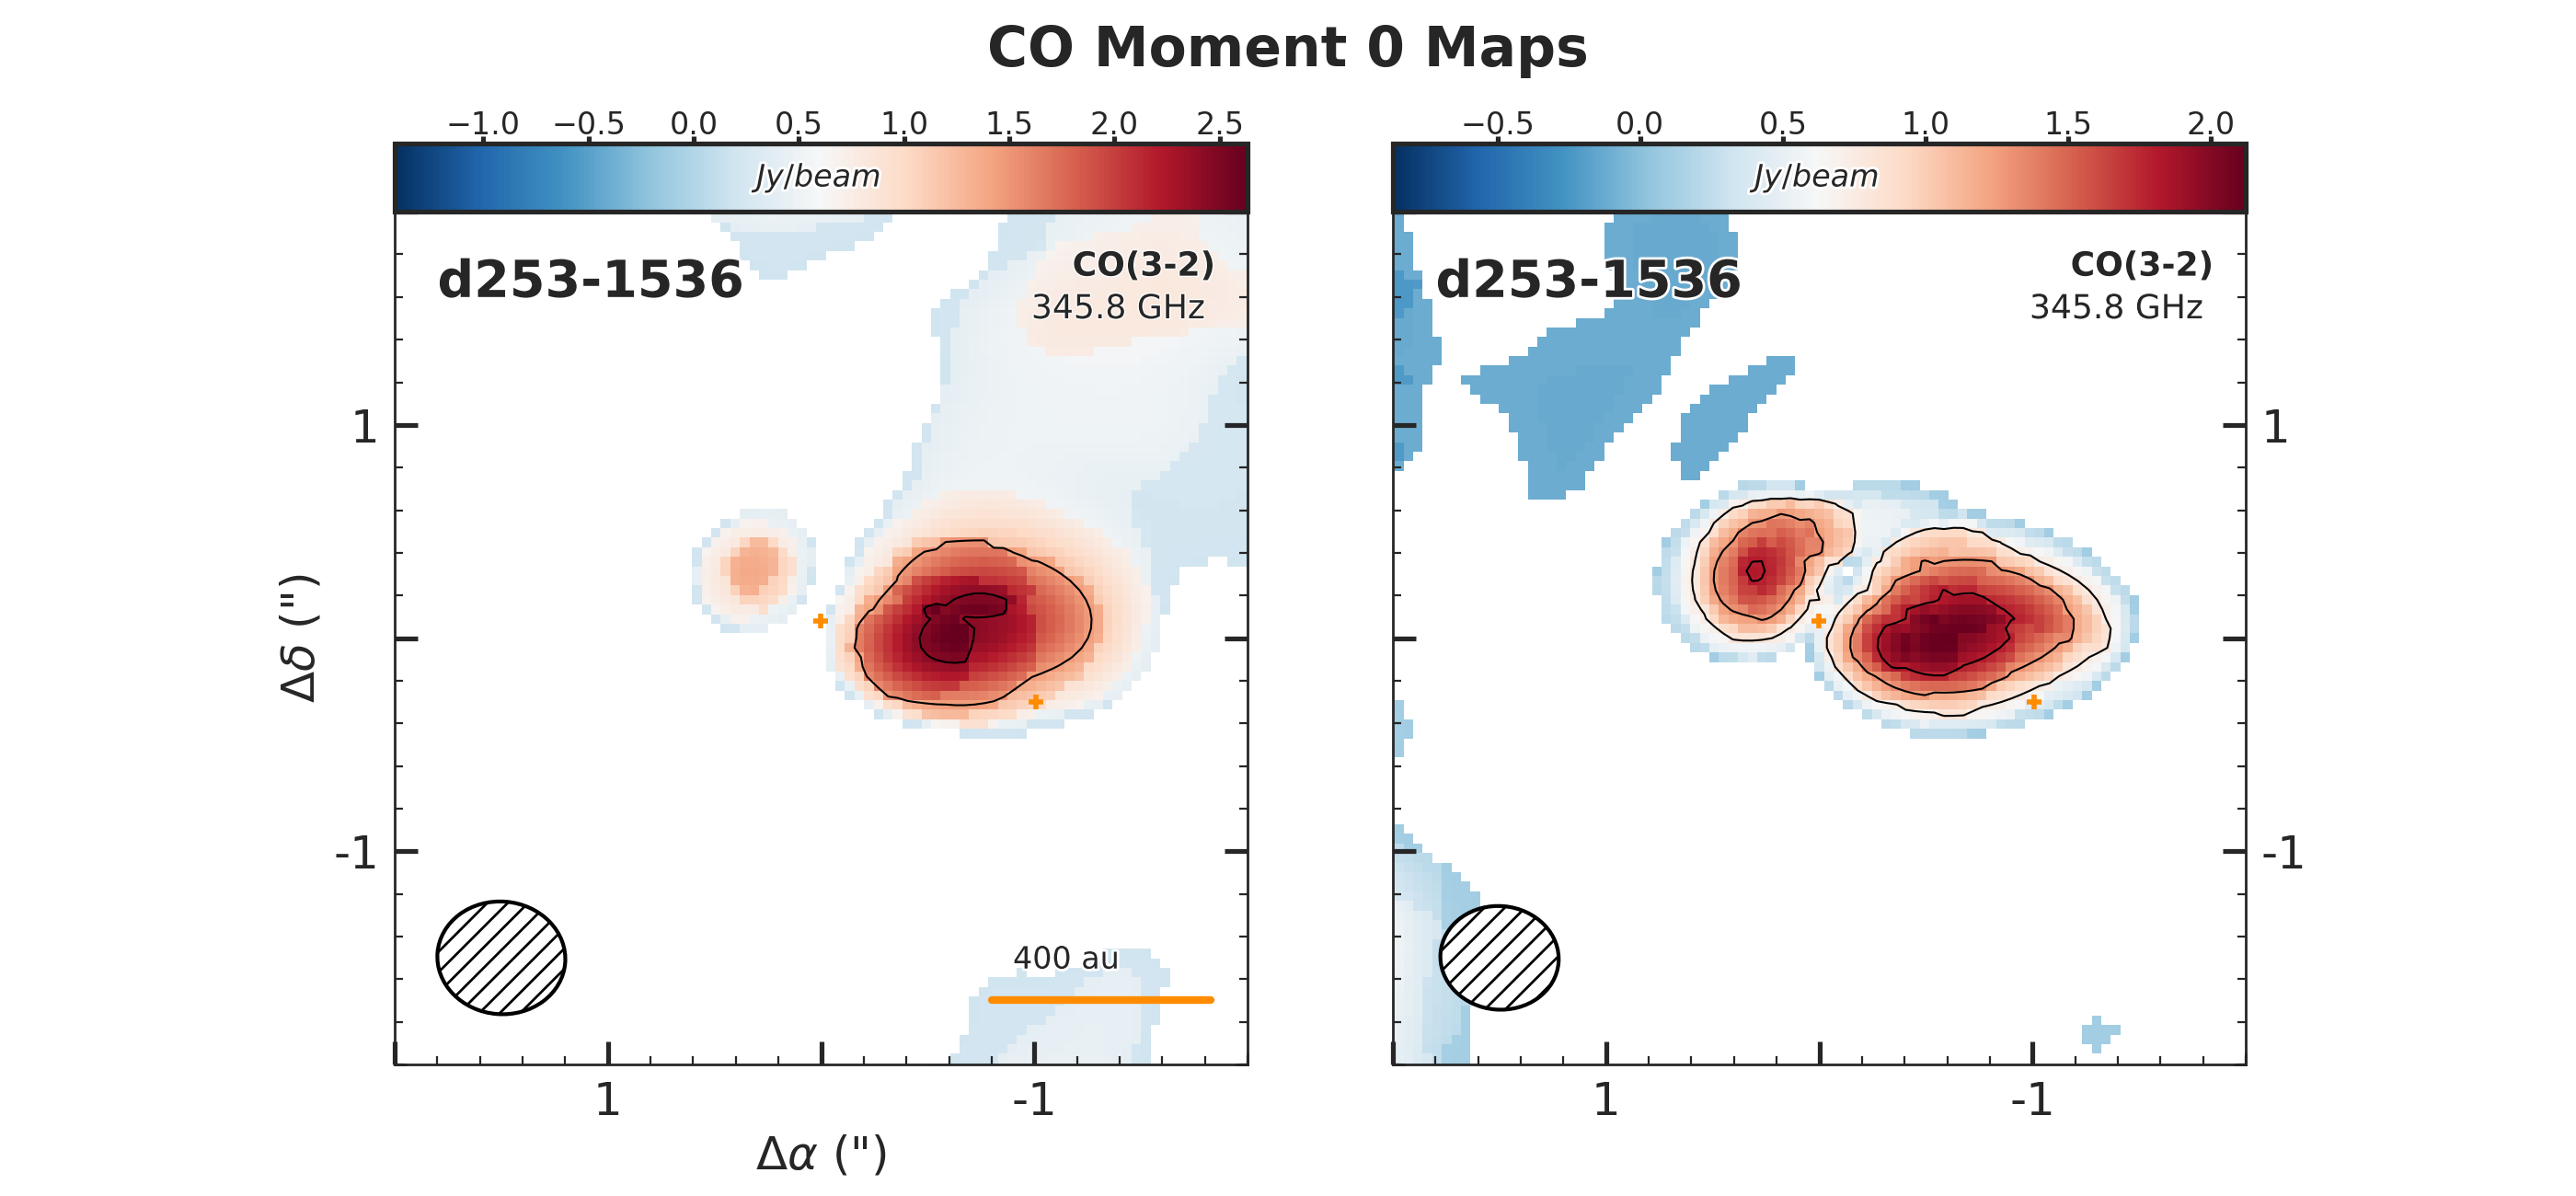 CO Moment 0 Maps
−1.0 −0.5 0.0 0.5 1.0 1.5 2.0 2.5
Jy/beam
d253-1536
CO(3-2)
345.8 GHz
1
-1
Δδ (")
400 au
1 -1
Δα (")
−0.5 0.0 0.5 1.0 1.5 2.0
Jy/beam
d253-1536
CO(3-2)
345.8 GHz
1
-1
1 -1